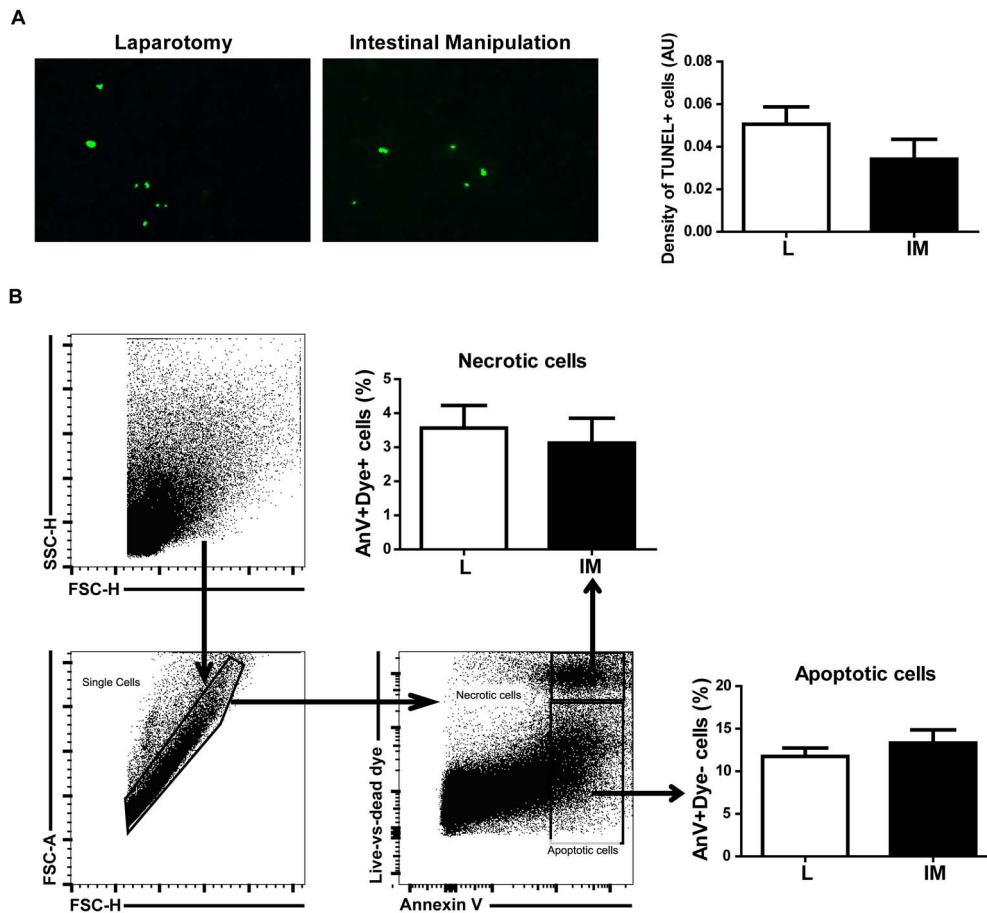 A
Laparotomy
Intestinal Manipulation
Density of TUNEL+ cells (AU)
0.08
0.06
0.04
0.02
0.00
L
IM
B
SSC-H
FSC-H
Necrotic cells
AnV+Dye+ cells (%)
5
4
3
2
1
0
L
IM
FSC-A
Single Cells
FSC-H
Live-vs-dead dye
Necrotic cells
Apoptotic cells
Annexin V
Apoptotic cells
AnV+Dye- cells (%)
20
15
10
5
0
L
IM